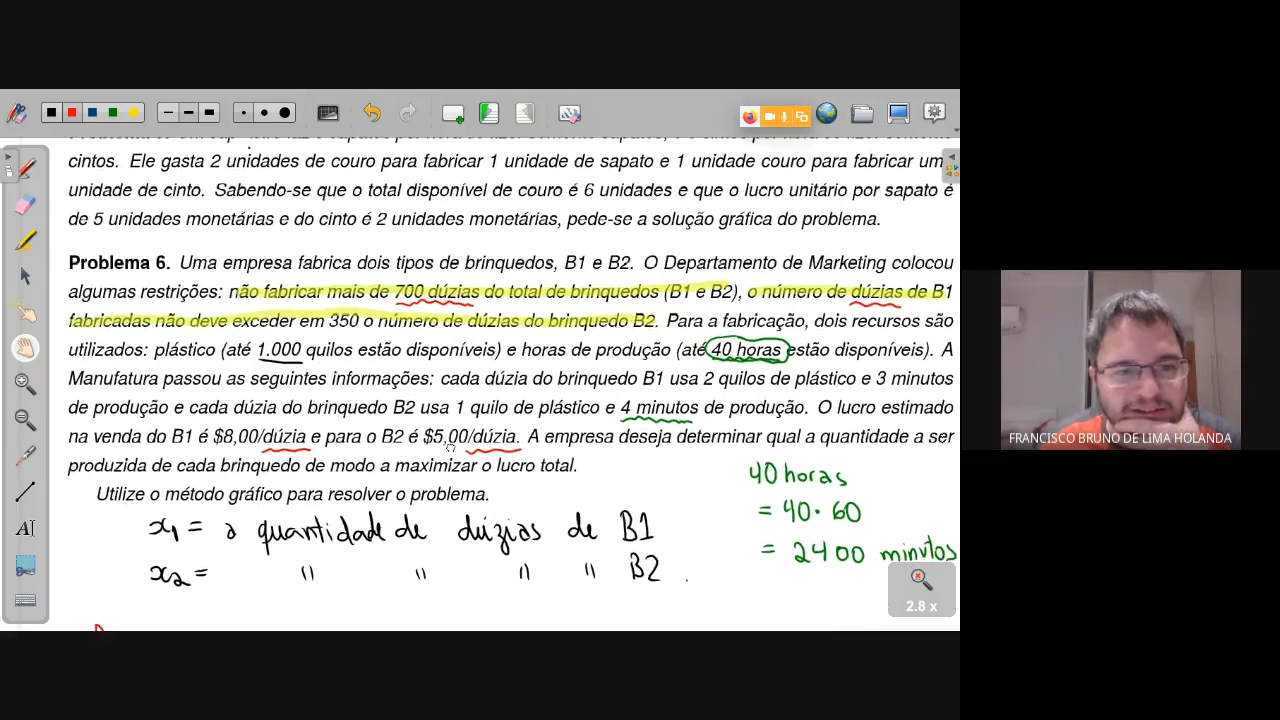 cintos. Ele gasta 2 unidades de couro para fabricar 1 unidade de sapato e 1 unidade couro para fabricar uma
unidade de cinto. Sabendo-se que o total disponível de couro é 6 unidades e que o lucro unitário por sapato é
de 5 unidades monetárias e do cinto é 2 unidades monetárias, pede-se a solução gráfica do problema.
Problema 6. Uma empresa fabrica dois tipos de brinquedos, B1 e B2. O Departamento de Marketing colocou
algumas restrições: não fabricar mais de 700 dúzias do total de brinquedos (B1 e B2), o número de dúzias de B1
fabricadas não deve exceder em 350 o número de dúzias do brinquedo B2. Para a fabricação, dois recursos são
utilizados: plástico (até 1.000 quilos estão disponíveis) e horas de produção (até 40 horas estão disponíveis). A
Manufatura passou as seguintes informações: cada dúzia do brinquedo B1 usa 2 quilos de plástico e 3 minutos
de produção e cada dúzia do brinquedo B2 usa 1 quilo de plástico e 4 minutos de produção. O lucro estimado
na venda do B1 é $8,00/dúzia e para o B2 é $5,00/dúzia. A empresa deseja determinar qual a quantidade a ser
produzida de cada brinquedo de modo a maximizar o lucro total.
Utilize o método gráfico para resolver o problema.
x₁ = a quantidade de dúzias de B1
x₂ = " " " " B2
40 horas
= 40 · 60
= 2400 minutos
2.8 x
FRANCISCO BRUNO DE LIMA HOLANDA